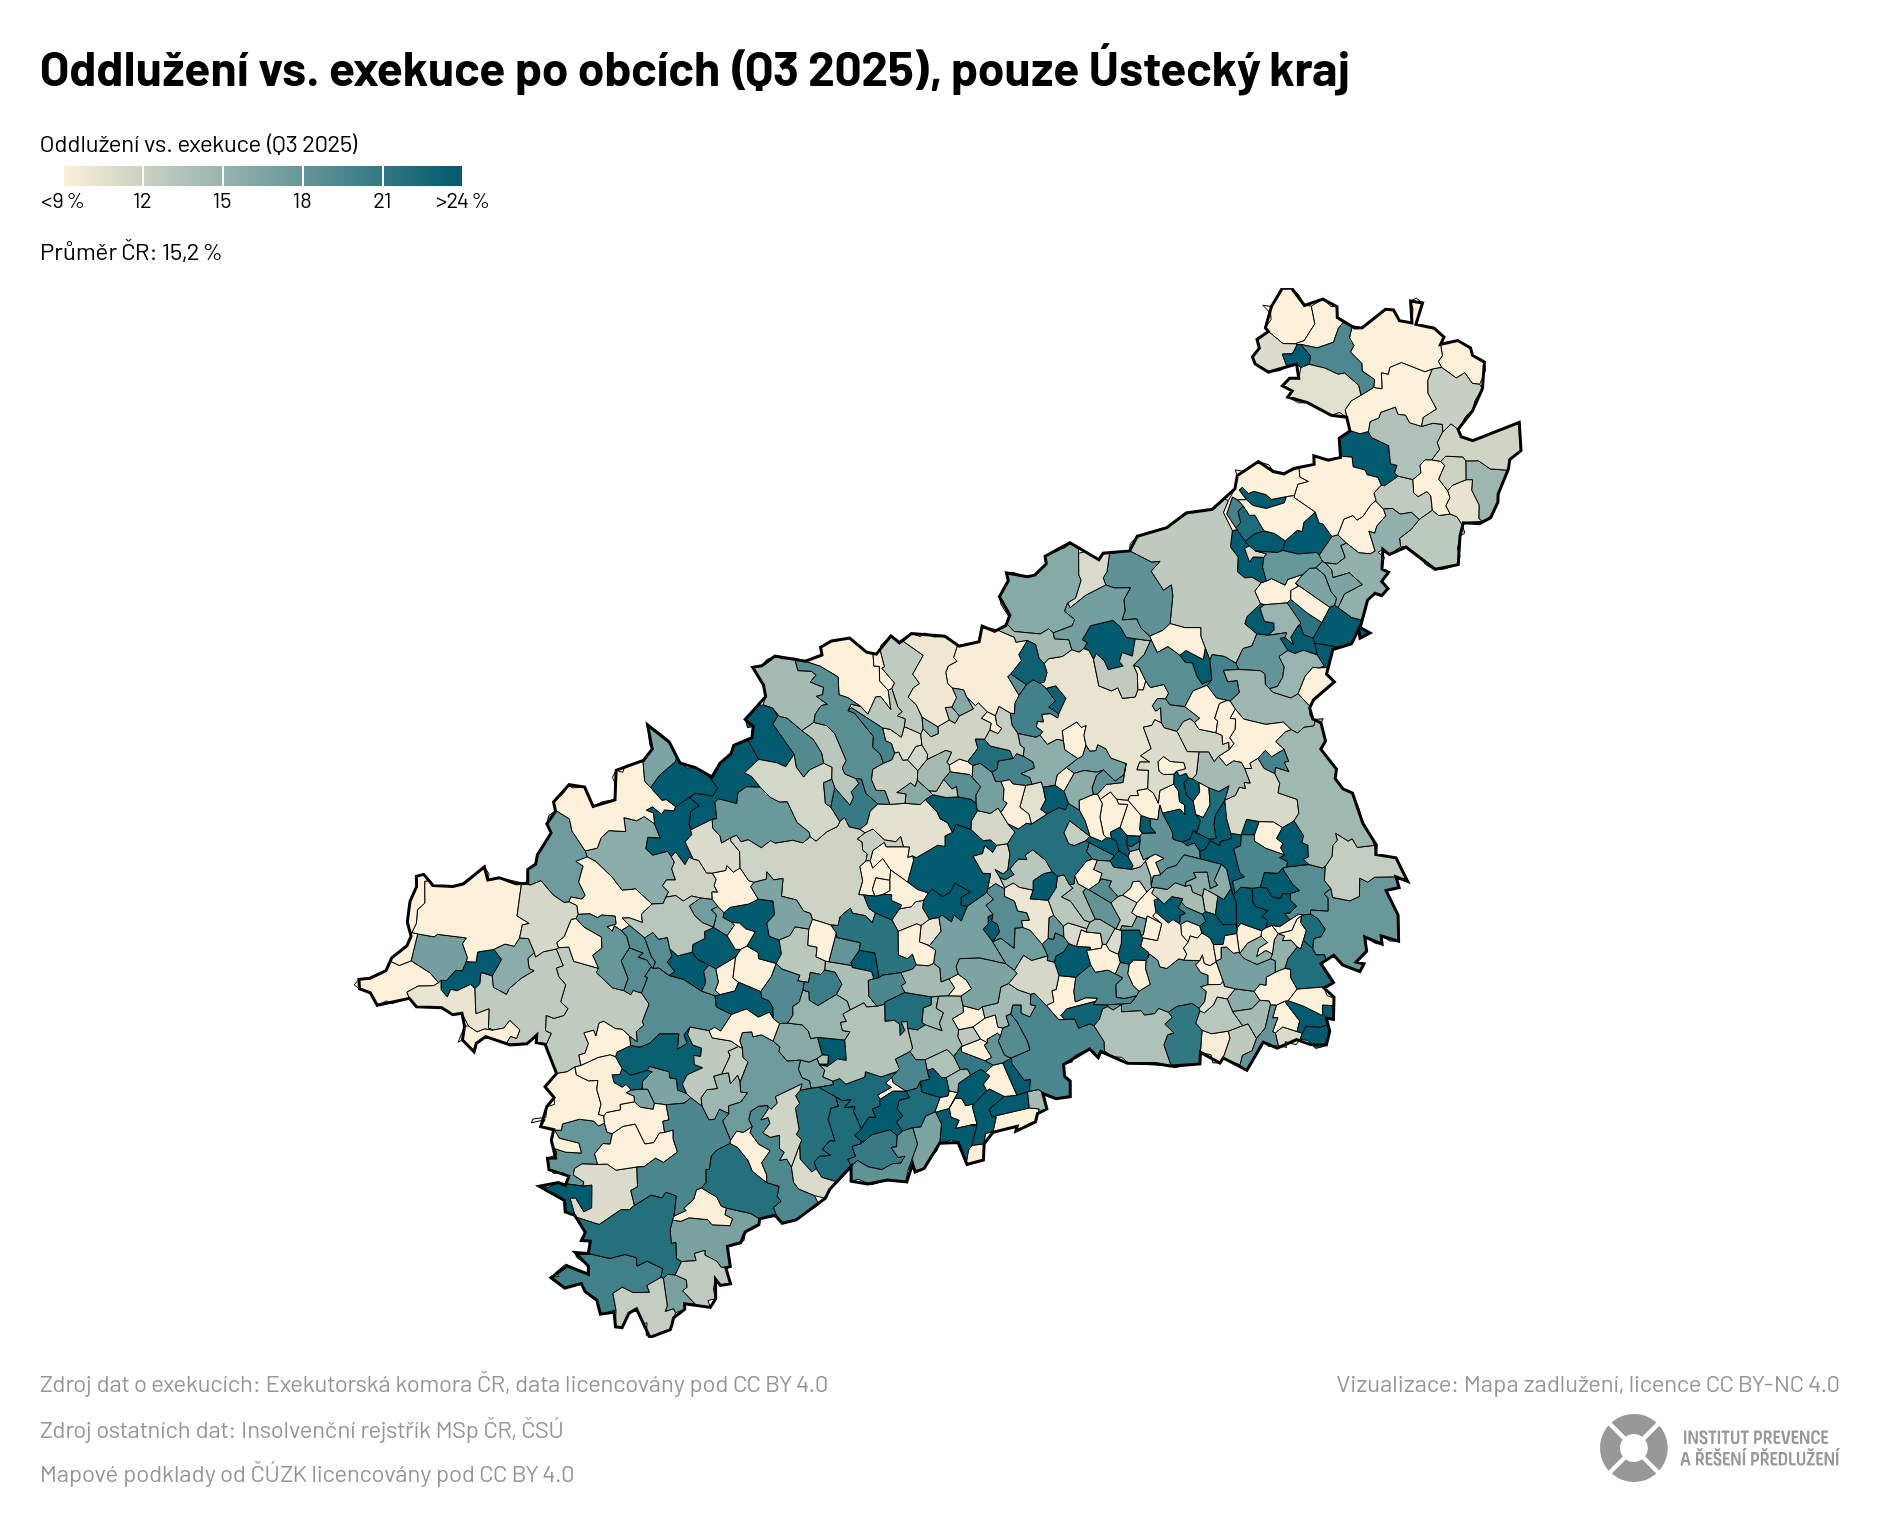 Oddlužení vs. exekuce po obcích (Q3 2025), pouze Ústecký kraj
Oddlužení vs. exekuce (Q3 2025)
<9 % 12 15 18 21 >24 %
Průměr ČR: 15,2 %
Zdroj dat o exekucích: Exekutorská komora ČR, data licencovány pod CC BY 4.0
Vizualizace: Mapa zadlužení, licence CC BY-NC 4.0
Zdroj ostatních dat: Insolvenční rejstřík MSp ČR, ČSÚ
Mapové podklady od ČÚZK licencovány pod CC BY 4.0
INSTITUT PREVENCE
A ŘEŠENÍ PŘEDLUŽENÍ